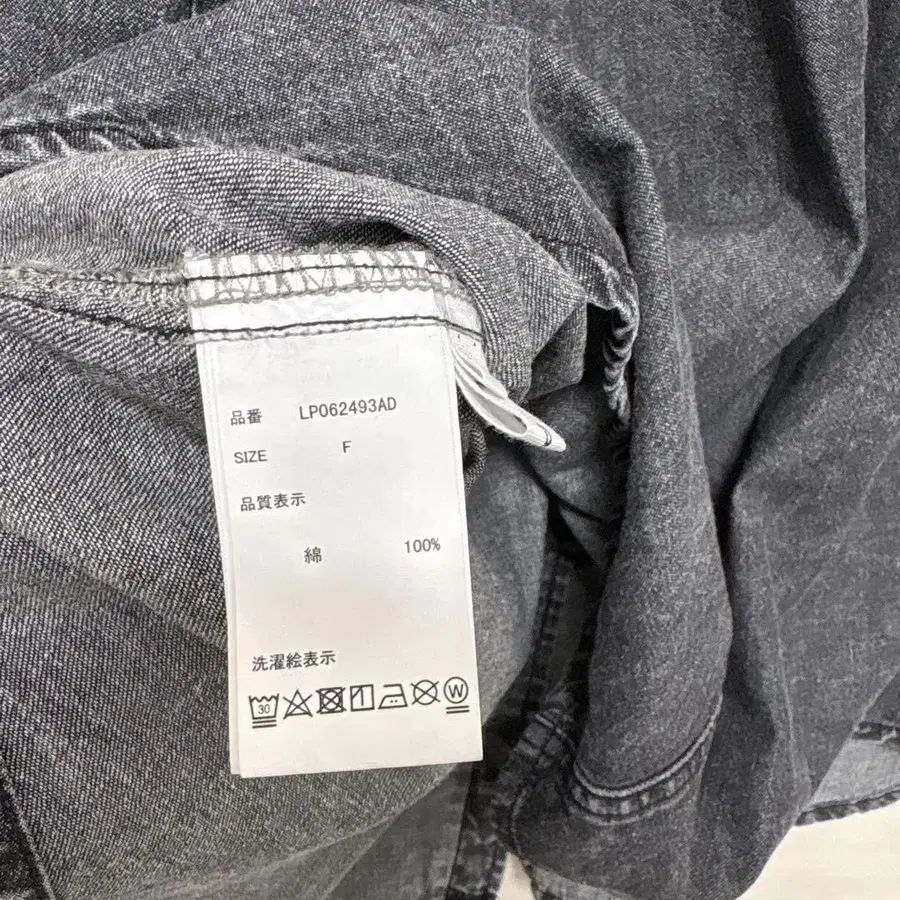 品番 LP062493AD
SIZE F
品質表示
綿 100%
洗濯絵表示
30 W